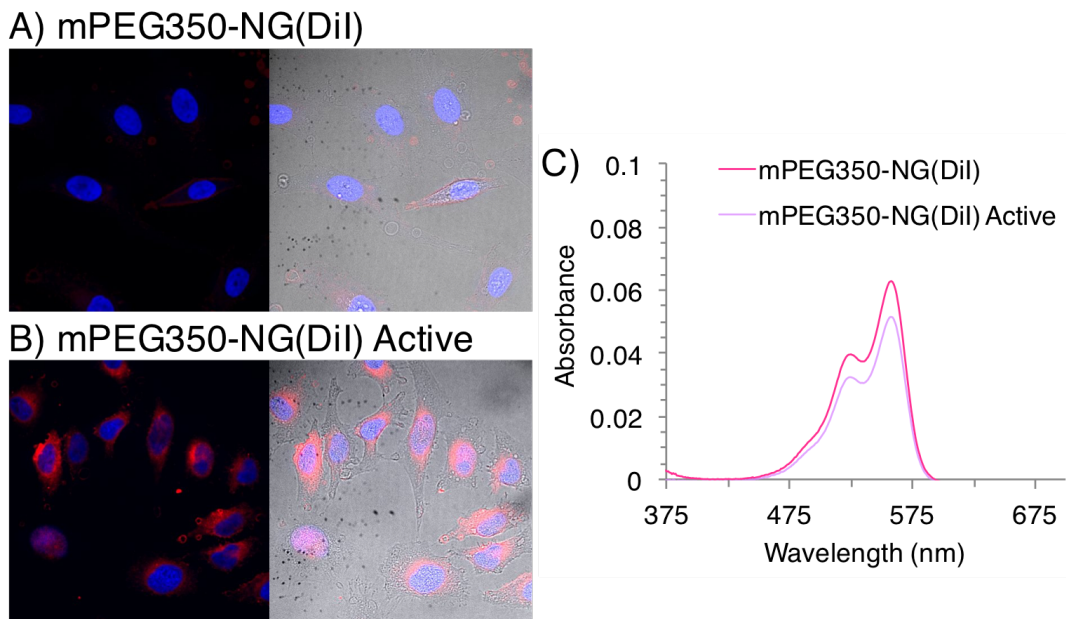 A) mPEG350-NG(DiI)
B) mPEG350-NG(DiI) Active
C)
0.1
0.08
0.06
0.04
0.02
0
Absorbance
mPEG350-NG(DiI)
mPEG350-NG(DiI) Active
375 475 575 675
Wavelength (nm)